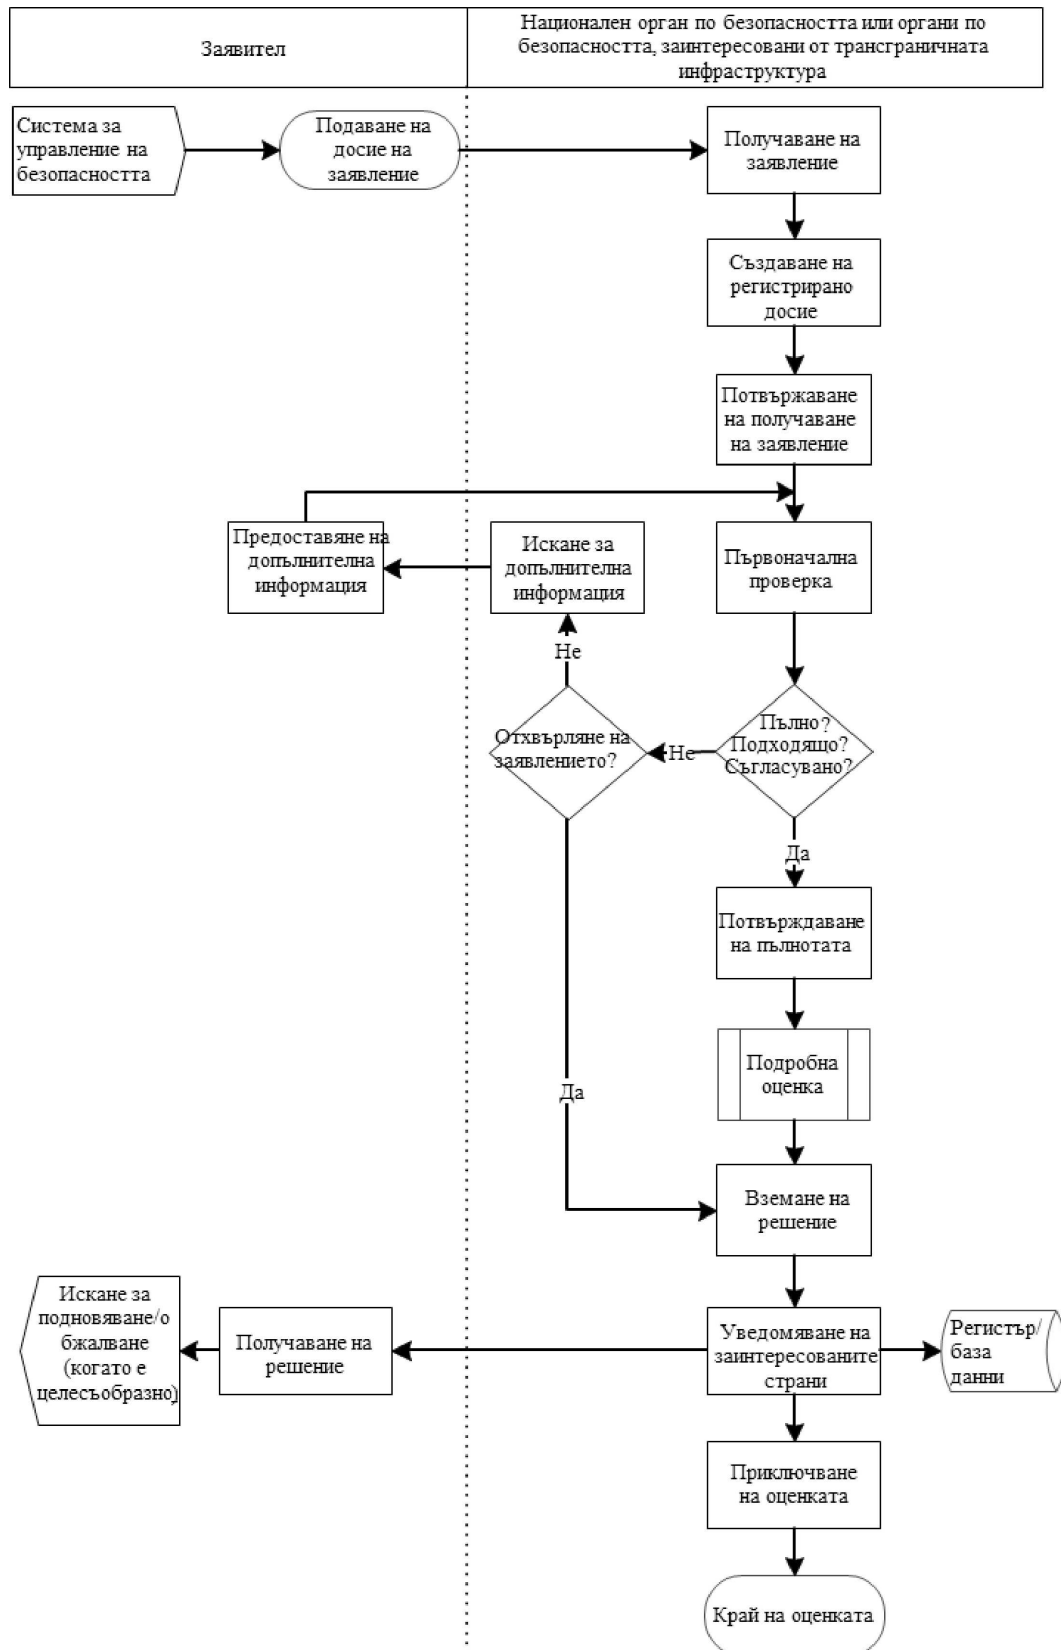 Заявител
Национален орган по безопасността или органи по
безопасността, заинтересовани от трансграничната
инфраструктура
Система за
управление на
безопасността
Подаване на
досие на
заявление
Получаване на
заявление
Създаване на
регистрирано
досие
Потвържаване
на получаване
на заявление
Предоставяне на
допълнителна
информация
Искане за
допълнителна
информация
Първоначална
проверка
Не
Отхвърляне на
заявлението?
Не
Пълно?
Подходящо?
Съгласувано?
Да
Потвърждаване
на пълнотата
Подробна
оценка
Да
Вземане на
решение
Искане за
подновяване/о
бжалване
(когато е
целесъобразно)
Получаване на
решение
Уведомяване на
заинтересованите
страни
Регистър/
база
данни
Приключване
на оценката
Край на оценката